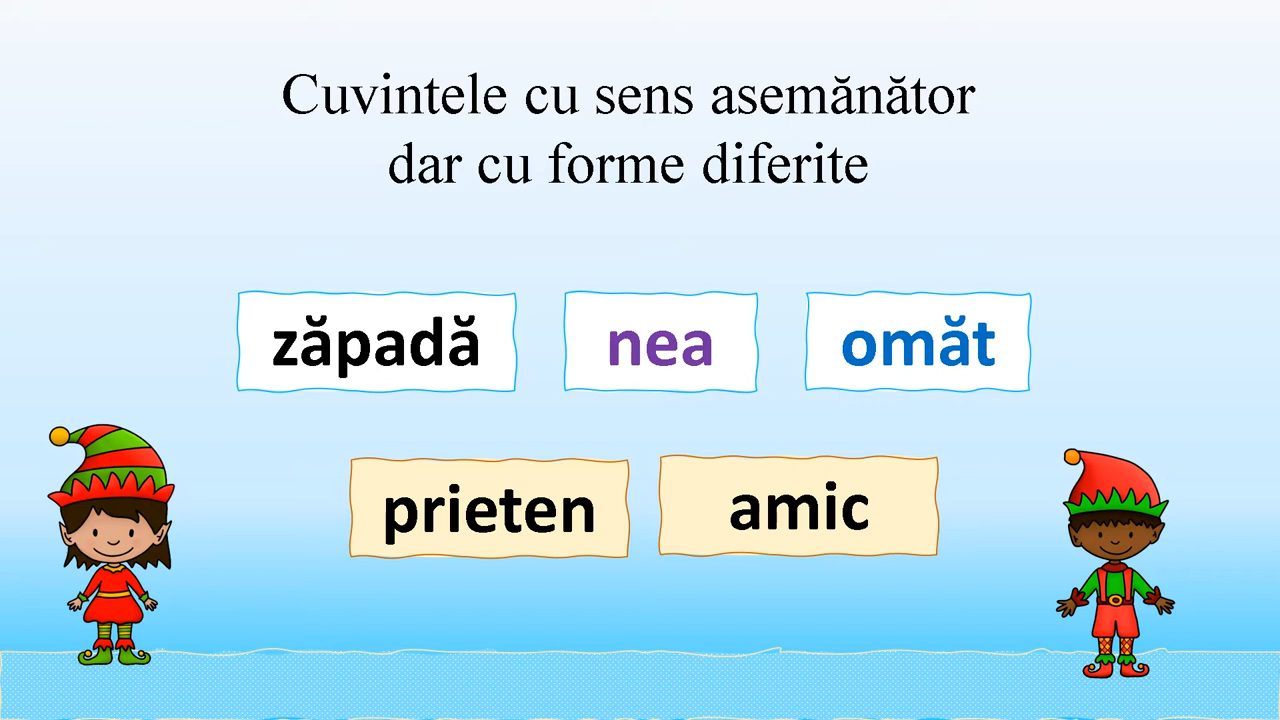 Cuvintele cu sens asemănător
dar cu forme diferite
zăpadă nea omăt
prieten amic